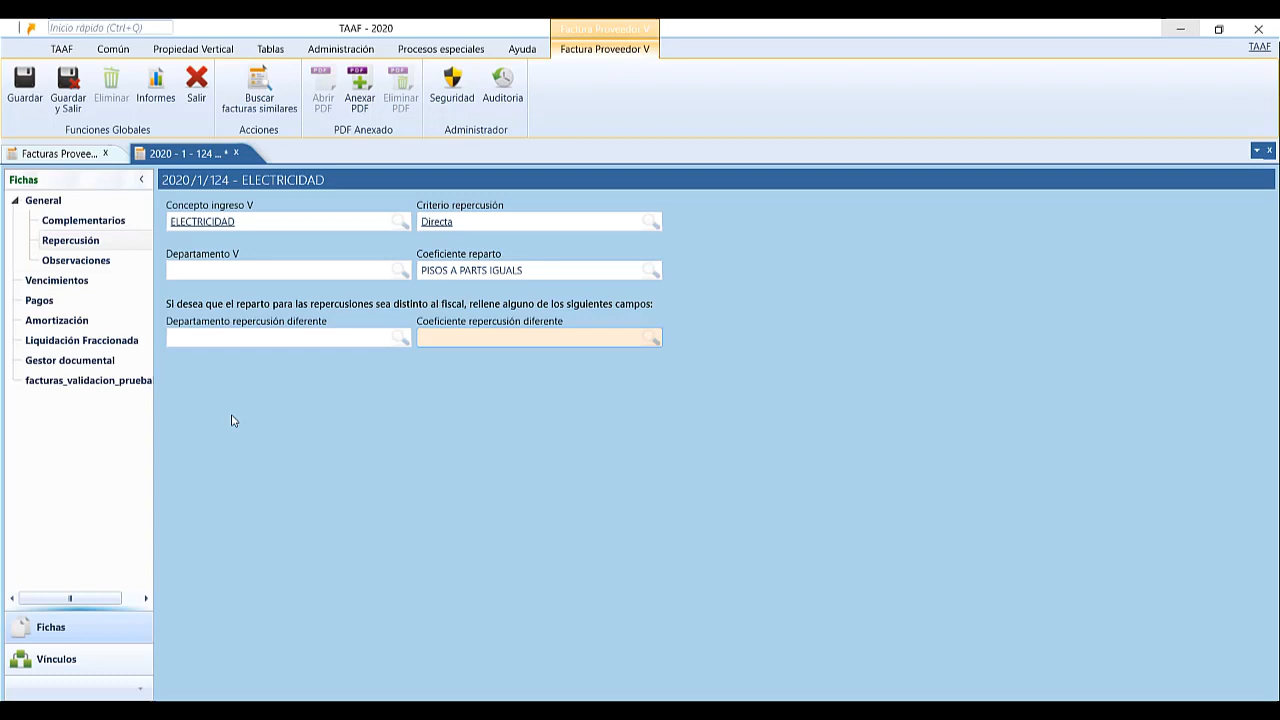 Inicio rápido (Ctrl+Q)
TAAF - 2020
Factura Proveedor V
TAAF
Común
Propiedad Vertical
Tablas
Administración
Procesos especiales
Ayuda
Factura Proveedor V
TAAF
Guardar
Guardar
y Salir
Eliminar
Informes
Salir
Funciones Globales
Buscar
facturas similares
Acciones
PDF
Abrir
PDF
PDF
Anexar
PDF
PDF
Eliminar
PDF
PDF Anexado
Seguridad
Auditoria
Administrador
Facturas Provee... x
2020 - 1 - 124 ... * x
Fichas
General
Complementarios
Repercusión
Observaciones
Vencimientos
Pagos
Amortización
Liquidación Fraccionada
Gestor documental
facturas_validacion_prueba
Fichas
Vínculos
2020/1/124 - ELECTRICIDAD
Concepto ingreso V
ELECTRICIDAD
Criterio repercusión
Directa
Departamento V
Coeficiente reparto
PISOS A PARTS IGUALS
Si desea que el reparto para las repercusiones sea distinto al fiscal, rellene alguno de los siguientes campos:
Departamento repercusión diferente
Coeficiente repercusión diferente